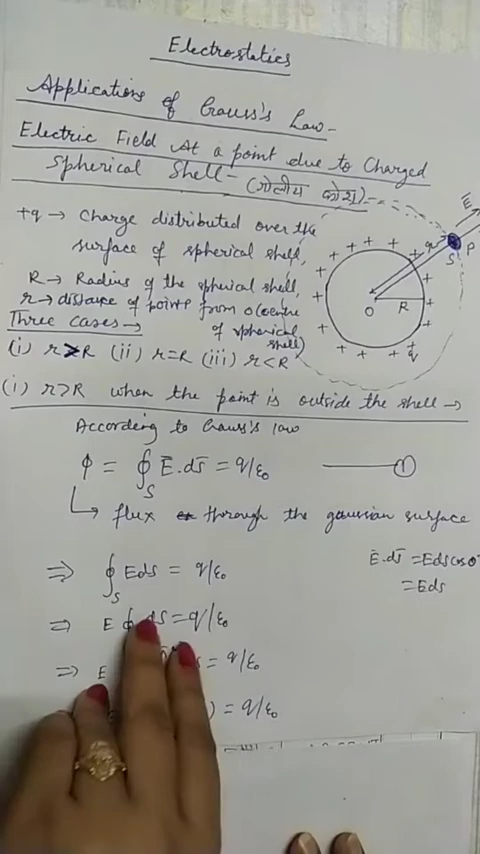 Electrostatics
Applications of Gauss's Law-
Electric Field At a point due to Charged
Spherical Shell- (गोलीय कोश)-
+q → Charge distributed over the
surface of spherical shell,
R → Radius of the spherical shell,
r → distance of point P from O (centre
of spherical
shell)
Three cases →
(i) r > R (ii) r = R (iii) r < R
E
r
S
P
O
R
q
(i) r > R when the point is outside the shell →
According to Gauss's law
ϕ = ∮ E̅.ds̅ = q/ε₀ ——— ①
S
↳ flux through the gaussian surface
E̅.ds̅ = Eds cos0°
= Eds
⇒ ∮ Eds = q/ε₀
S
⇒ E ∮ ds = q/ε₀
⇒ E = q/ε₀
) = q/ε₀